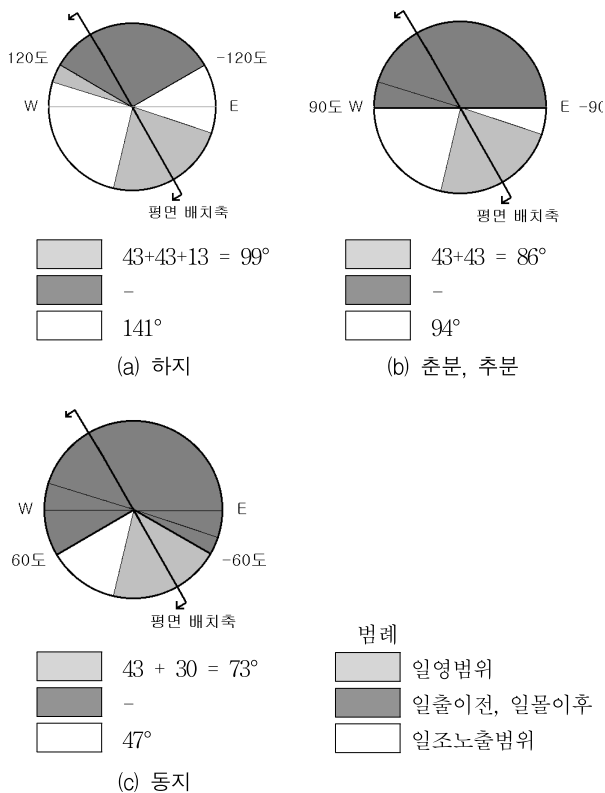 120도
-120도
W
E
평면 배치축
43+43+13 = 99°
-
141°
(a) 하지
90도 W
E -90
평면 배치축
43+43 = 86°
-
94°
(b) 춘분, 추분
W
E
60도
-60도
평면 배치축
43 + 30 = 73°
-
47°
(c) 동지
범례
일영범위
일출이전, 일몰이후
일조노출범위